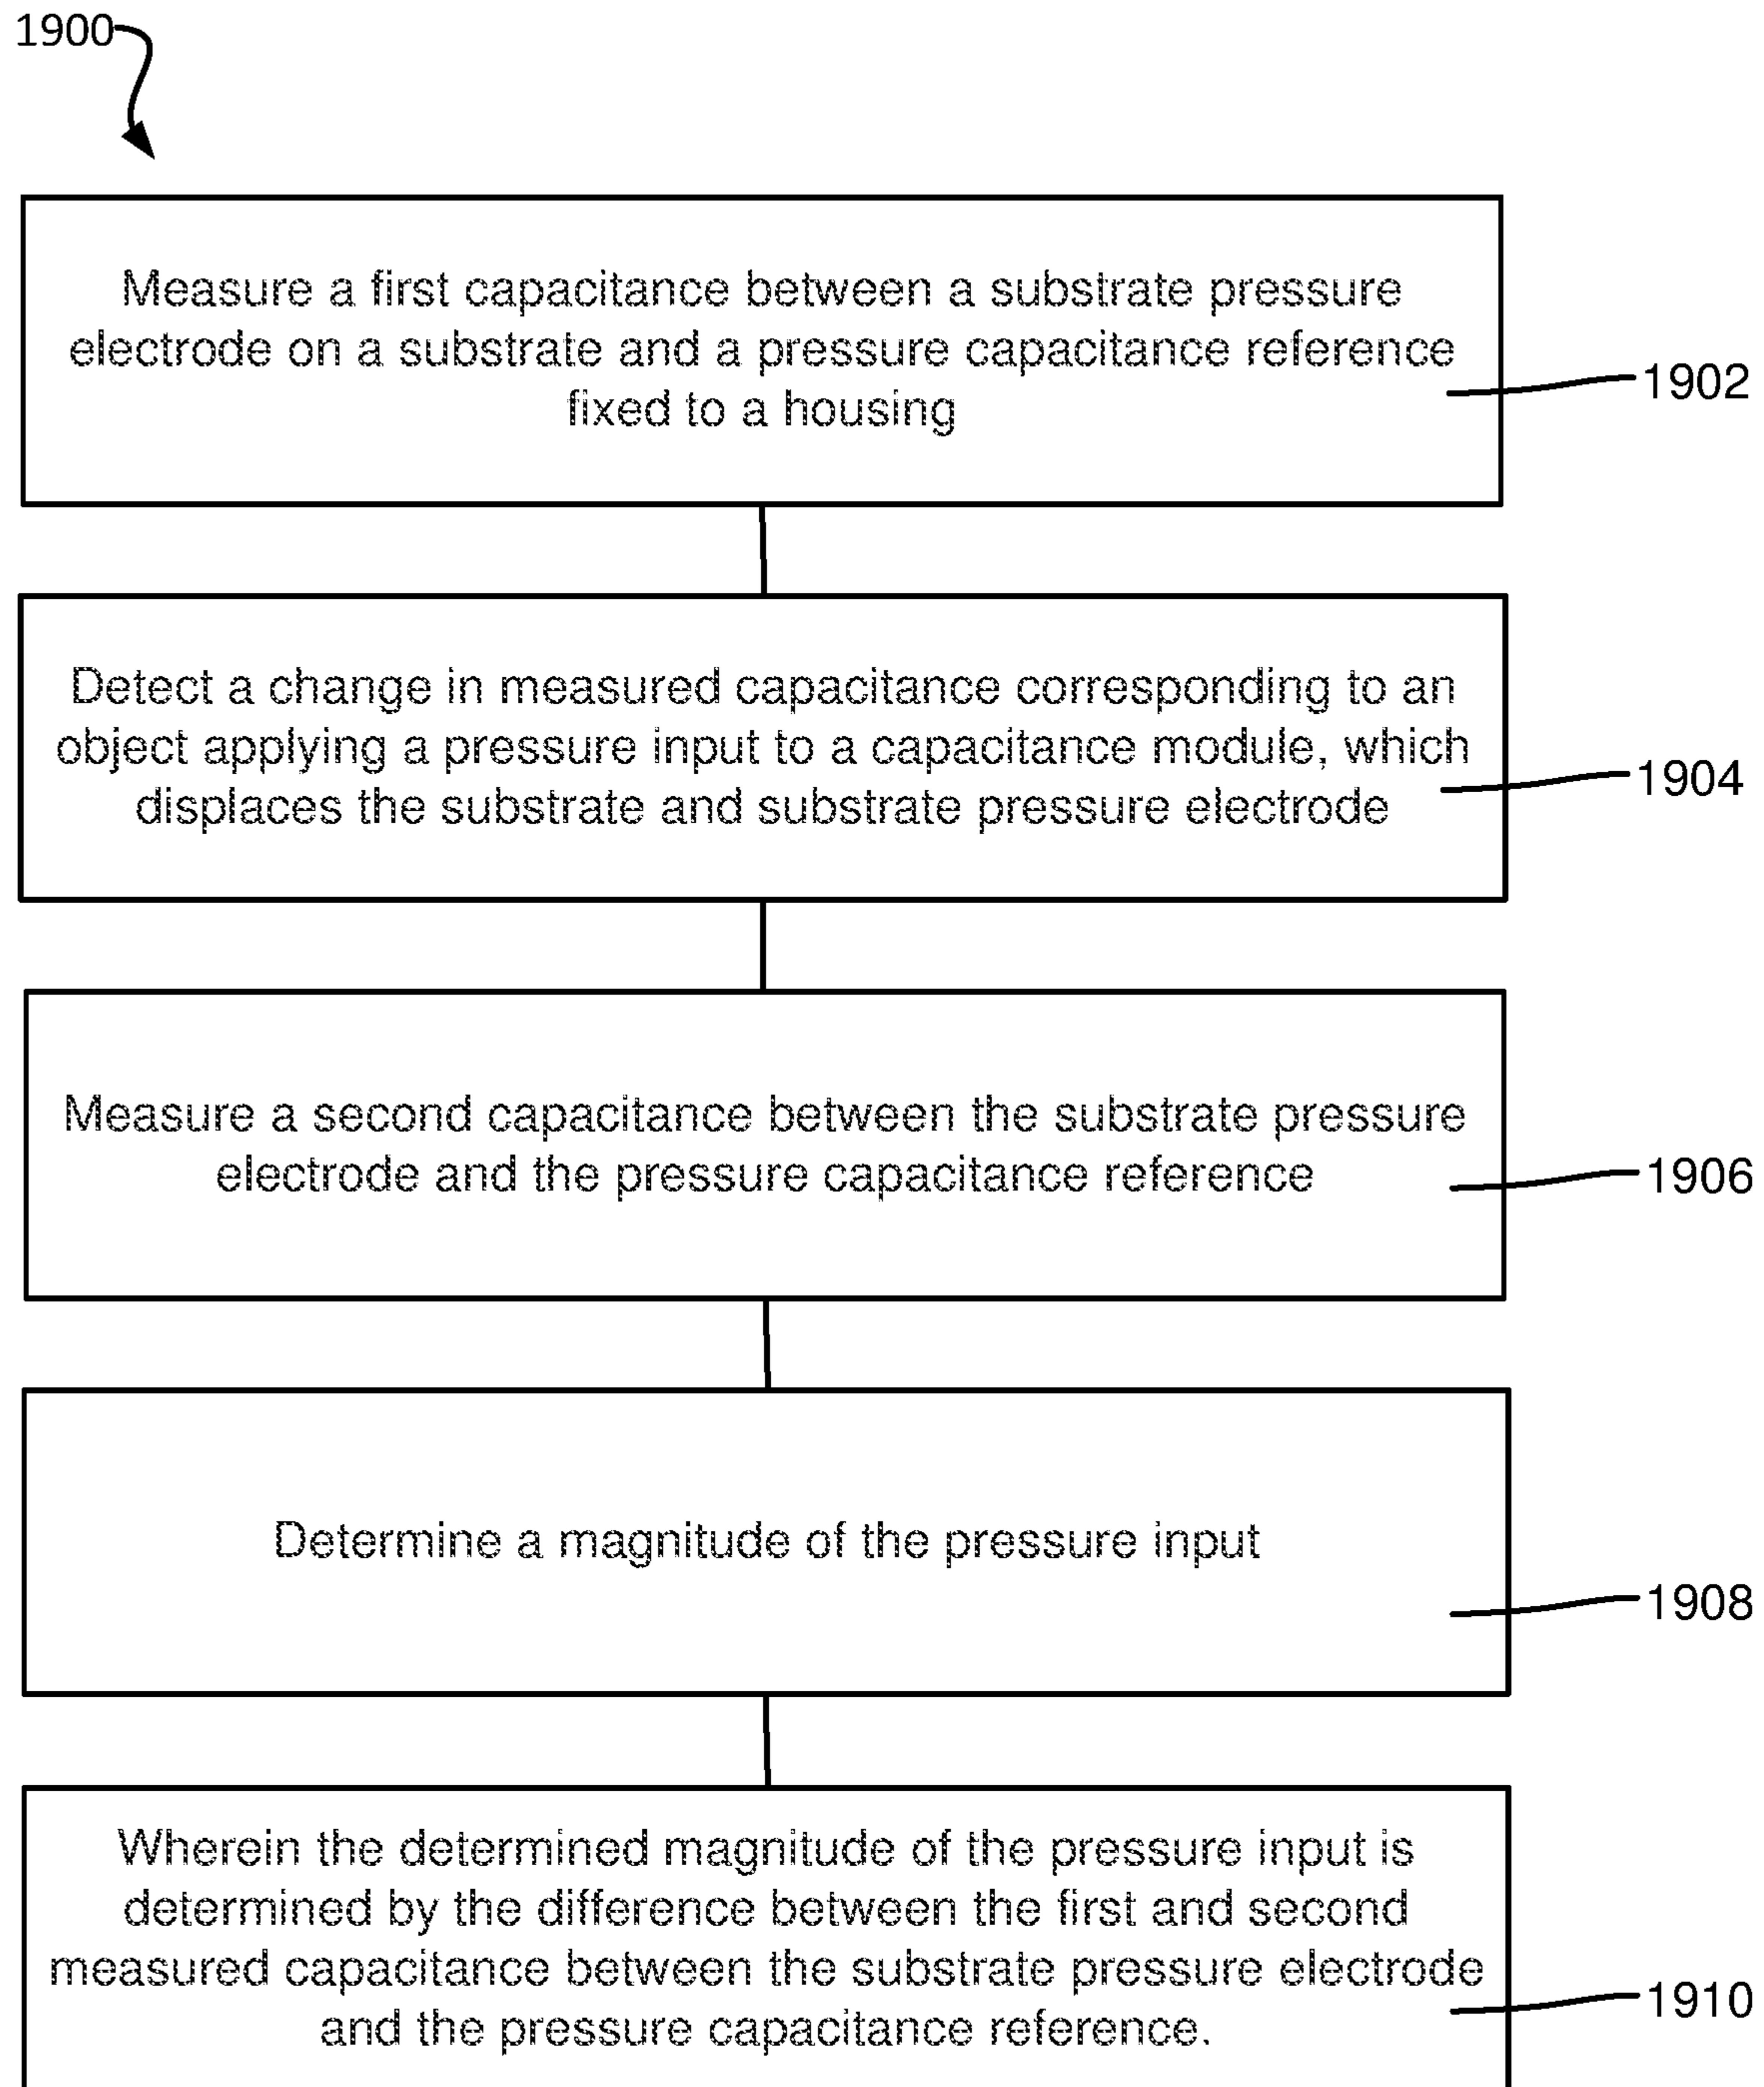 1900
Measure a first capacitance between a substrate pressure
electrode on a substrate and a pressure capacitance reference
fixed to a housing
1902
Detect a change in measured capacitance corresponding to an
object applying a pressure input to a capacitance module, which
displaces the substrate and substrate pressure electrode
1904
Measure a second capacitance between the substrate pressure
electrode and the pressure capacitance reference
1906
Determine a magnitude of the pressure input
1908
Wherein the determined magnitude of the pressure input is
determined by the difference between the first and second
measured capacitance between the substrate pressure electrode
and the pressure capacitance reference.
1910